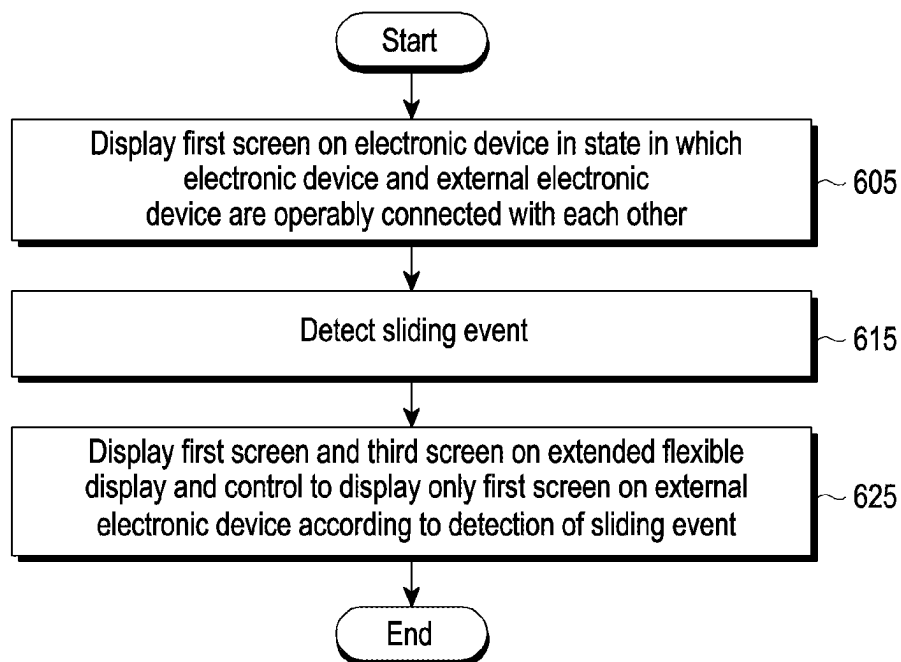 Start
Display first screen on electronic device in state in which
electronic device and external electronic
device are operably connected with each other
605
Detect sliding event
615
Display first screen and third screen on extended flexible
display and control to display only first screen on external
electronic device according to detection of sliding event
625
End